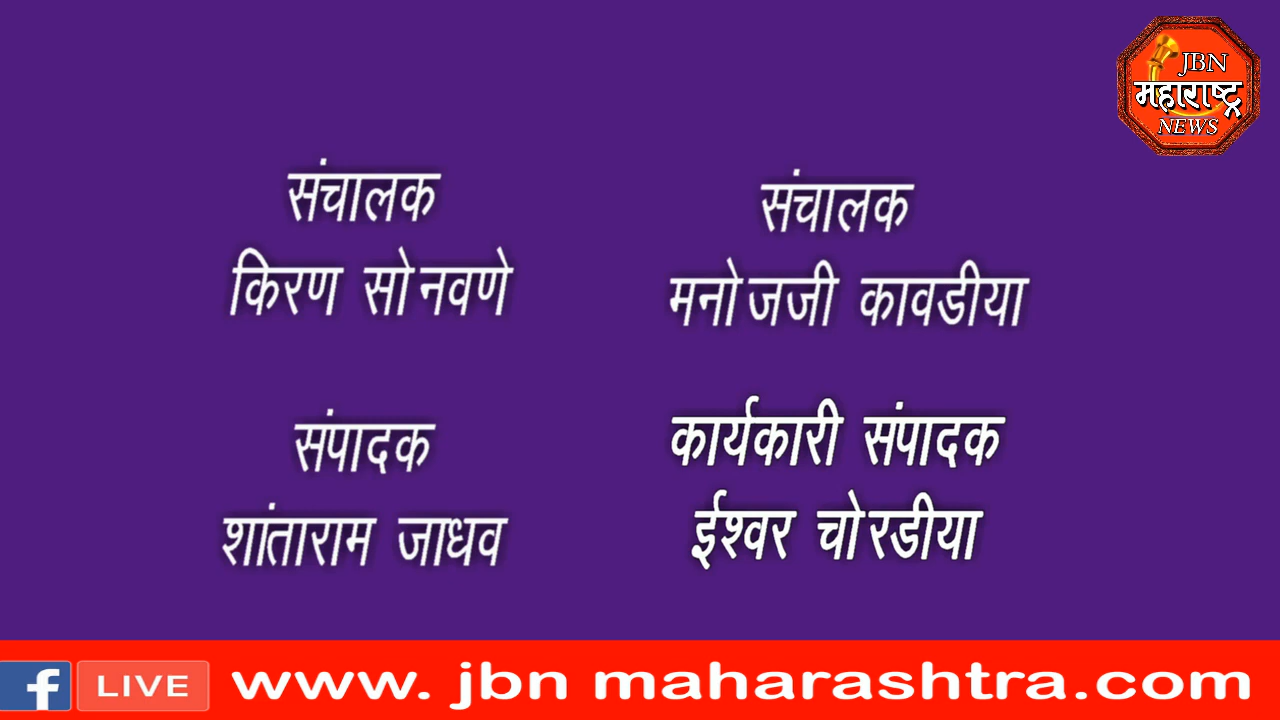 JBN
महाराष्ट्र
NEWS
संचालक
किरण सोनवणे
संचालक
मनोजजी कावडीया
संपादक
शांताराम जाधव
कार्यकारी संपादक
ईश्वर चोरडीया
f LIVE www. jbn maharashtra.com